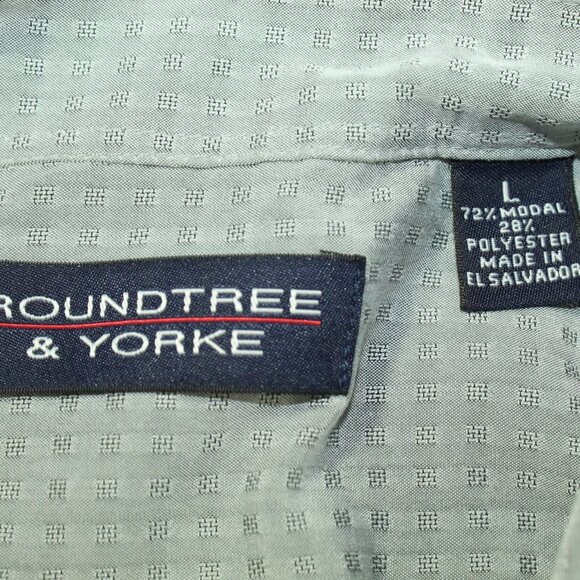 ROUNDTREE
& YORKE
L
72% MODAL
28%
POLYESTER
MADE IN
EL SALVADOR